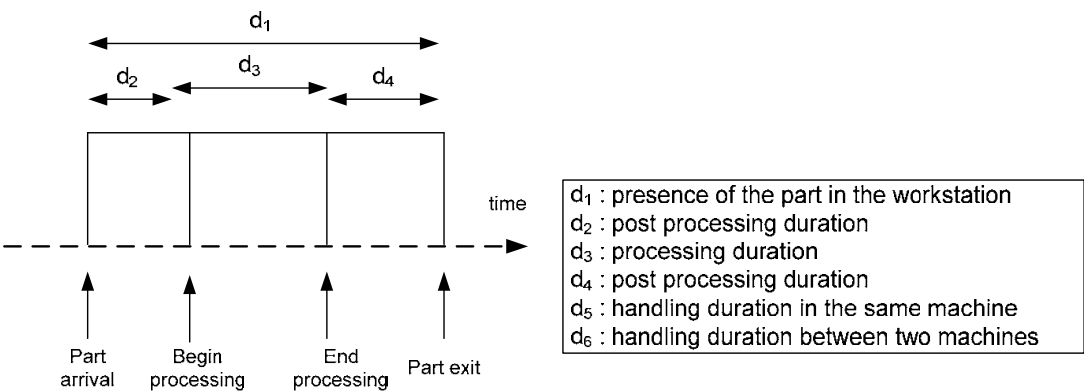 d₁
d₂
d₃
d₄
time
Part
arrival
Begin
processing
End
processing
Part exit
d₁ : presence of the part in the workstation
d₂ : post processing duration
d₃ : processing duration
d₄ : post processing duration
d₅ : handling duration in the same machine
d₆ : handling duration between two machines